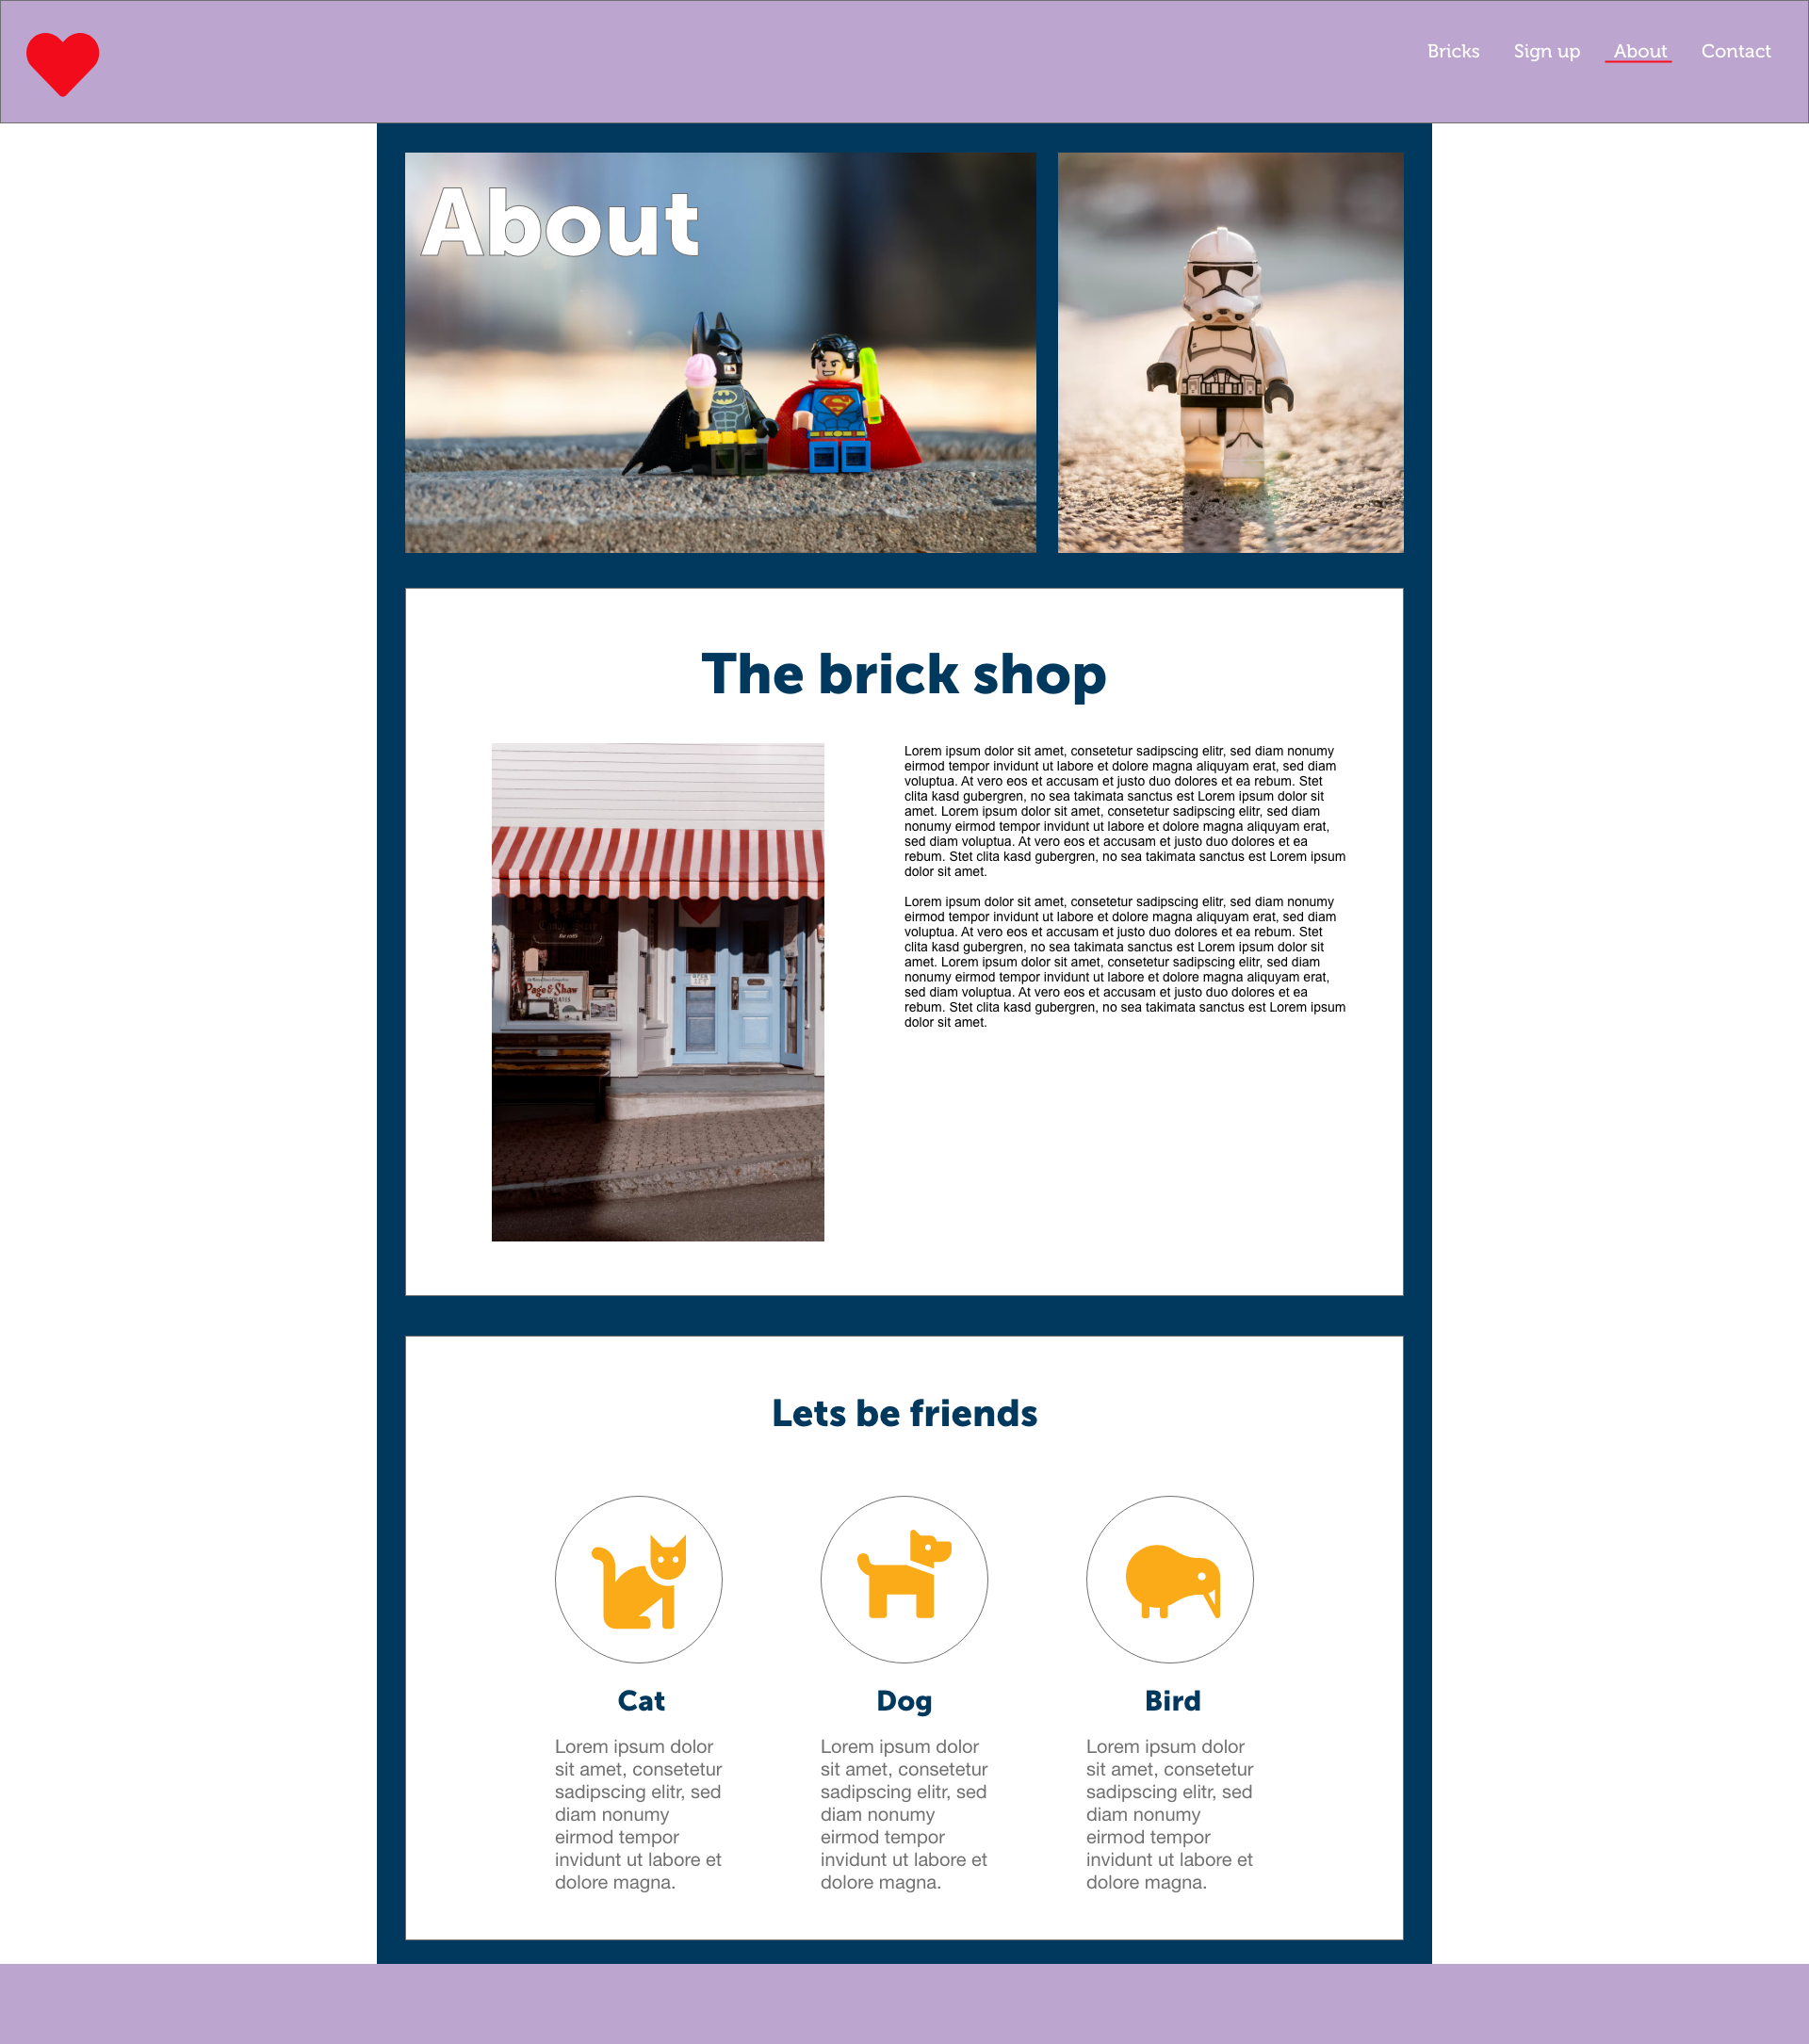 Bricks Sign up About Contact
About
The brick shop
Lorem ipsum dolor sit amet, consetetur sadipscing elitr, sed diam nonumy
eirmod tempor invidunt ut labore et dolore magna aliquyam erat, sed diam
voluptua. At vero eos et accusam et justo duo dolores et ea rebum. Stet
clita kasd gubergren, no sea takimata sanctus est Lorem ipsum dolor sit
amet. Lorem ipsum dolor sit amet, consetetur sadipscing elitr, sed diam
nonumy eirmod tempor invidunt ut labore et dolore magna aliquyam erat,
sed diam voluptua. At vero eos et accusam et justo duo dolores et ea
rebum. Stet clita kasd gubergren, no sea takimata sanctus est Lorem ipsum
dolor sit amet.
Lorem ipsum dolor sit amet, consetetur sadipscing elitr, sed diam nonumy
eirmod tempor invidunt ut labore et dolore magna aliquyam erat, sed diam
voluptua. At vero eos et accusam et justo duo dolores et ea rebum. Stet
clita kasd gubergren, no sea takimata sanctus est Lorem ipsum dolor sit
amet. Lorem ipsum dolor sit amet, consetetur sadipscing elitr, sed diam
nonumy eirmod tempor invidunt ut labore et dolore magna aliquyam erat,
sed diam voluptua. At vero eos et accusam et justo duo dolores et ea
rebum. Stet clita kasd gubergren, no sea takimata sanctus est Lorem ipsum
dolor sit amet.
Page & Shaw
Lets be friends
Cat
Lorem ipsum dolor
sit amet, consetetur
sadipscing elitr, sed
diam nonumy
eirmod tempor
invidunt ut labore et
dolore magna.
Dog
Lorem ipsum dolor
sit amet, consetetur
sadipscing elitr, sed
diam nonumy
eirmod tempor
invidunt ut labore et
dolore magna.
Bird
Lorem ipsum dolor
sit amet, consetetur
sadipscing elitr, sed
diam nonumy
eirmod tempor
invidunt ut labore et
dolore magna.